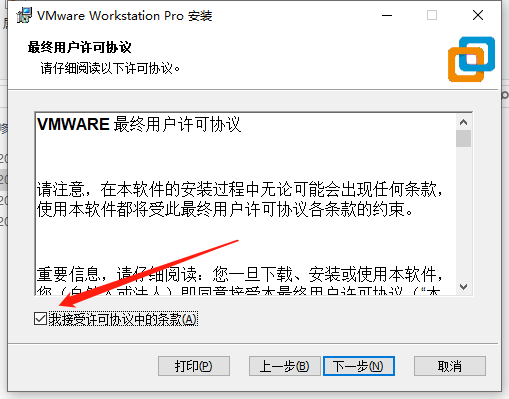 VMware Workstation Pro 安装
最终用户许可协议
请仔细阅读以下许可协议。
VMWARE 最终用户许可协议
请注意，在本软件的安装过程中无论可能会出现任何条款，
使用本软件都将受此最终用户许可协议各条款的约束。
重要信息，请仔细阅读：您一旦下载、安装或使用本软件，
您（自然人或法人）即同意接受本最终用户许可协议（“本
我接受许可协议中的条款(A)
打印(P)
上一步(B)
下一步(N)
取消